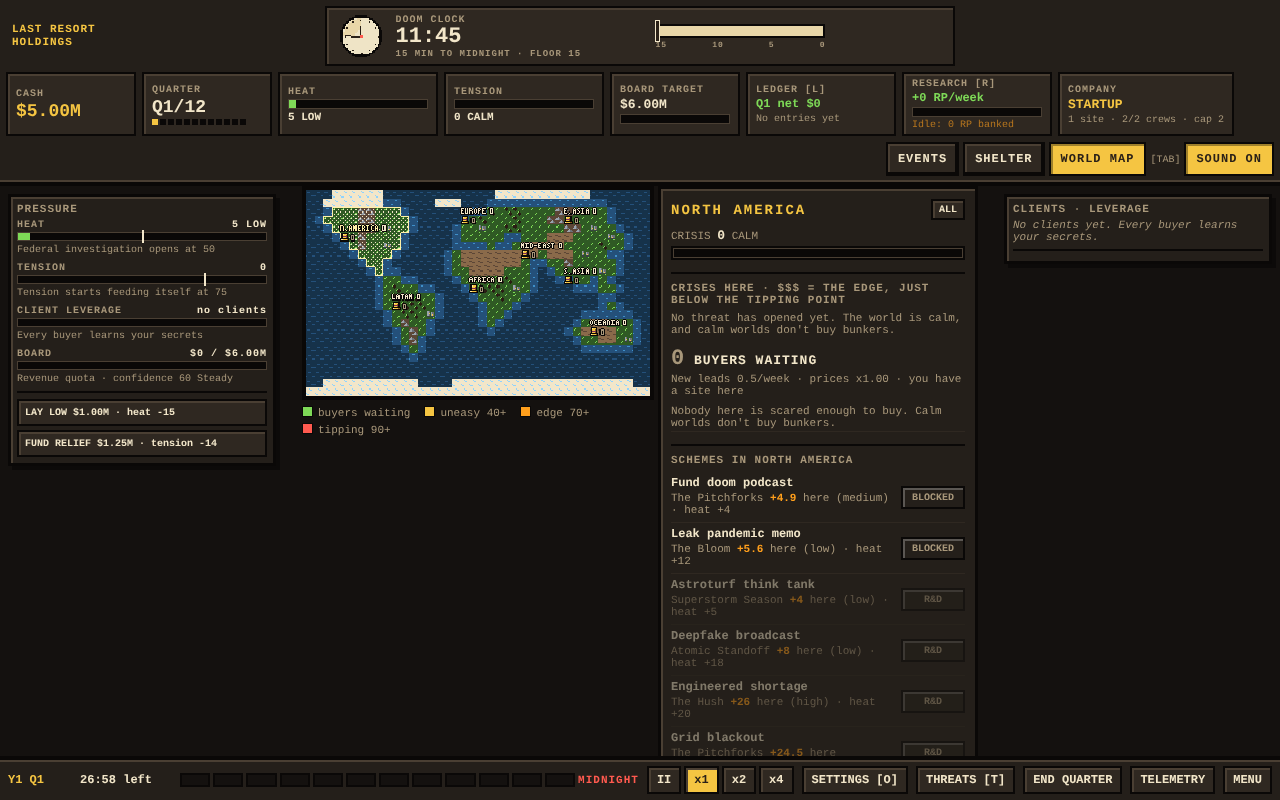 LAST RESORT
HOLDINGS
DOOM CLOCK
11:45
15 MIN TO MIDNIGHT · FLOOR 15
15 10 5 0
CASH
$5.00M
QUARTER
Q1/12
HEAT
5 LOW
TENSION
0 CALM
BOARD TARGET
$6.00M
LEDGER [L]
Q1 net $0
No entries yet
RESEARCH [R]
+0 RP/week
Idle: 0 RP banked
COMPANY
STARTUP
1 site · 2/2 crews · cap 2
EVENTS
SHELTER
WORLD MAP
[TAB]
SOUND ON
PRESSURE
HEAT 5 LOW
Federal investigation opens at 50
TENSION 0
Tension starts feeding itself at 75
CLIENT LEVERAGE no clients
Every buyer learns your secrets
BOARD $0 / $6.00M
Revenue quota · confidence 60 Steady
LAY LOW $1.00M · heat -15
FUND RELIEF $1.25M · tension -14
N.AMERICA 0
EUROPE 0
E.ASIA 0
MID-EAST 0
AFRICA 0
S.ASIA 0
LATAM 0
OCEANIA 0
buyers waiting
uneasy 40+
edge 70+
tipping 90+
NORTH AMERICA
ALL
CRISIS 0 CALM
CRISES HERE · $$$ = THE EDGE, JUST
BELOW THE TIPPING POINT
No threat has opened yet. The world is calm,
and calm worlds don't buy bunkers.
0 BUYERS WAITING
New leads 0.5/week · prices x1.00 · you have
a site here
Nobody here is scared enough to buy. Calm
worlds don't buy bunkers.
SCHEMES IN NORTH AMERICA
Fund doom podcast
The Pitchforks +4.9 here (medium)
· heat +4
BLOCKED
Leak pandemic memo
The Bloom +5.6 here (low) · heat
+12
BLOCKED
Astroturf think tank
Superstorm Season +4 here (low) ·
heat +5
R&D
Deepfake broadcast
Atomic Standoff +8 here (low) ·
heat +18
R&D
Engineered shortage
The Hush +26 here (high) · heat
+20
R&D
Grid blackout
The Pitchforks +24.5 here
R&D
CLIENTS · LEVERAGE
No clients yet. Every buyer learns
your secrets.
Y1 Q1
26:58 left
MIDNIGHT
II
x1
x2
x4
SETTINGS [O]
THREATS [T]
END QUARTER
TELEMETRY
MENU